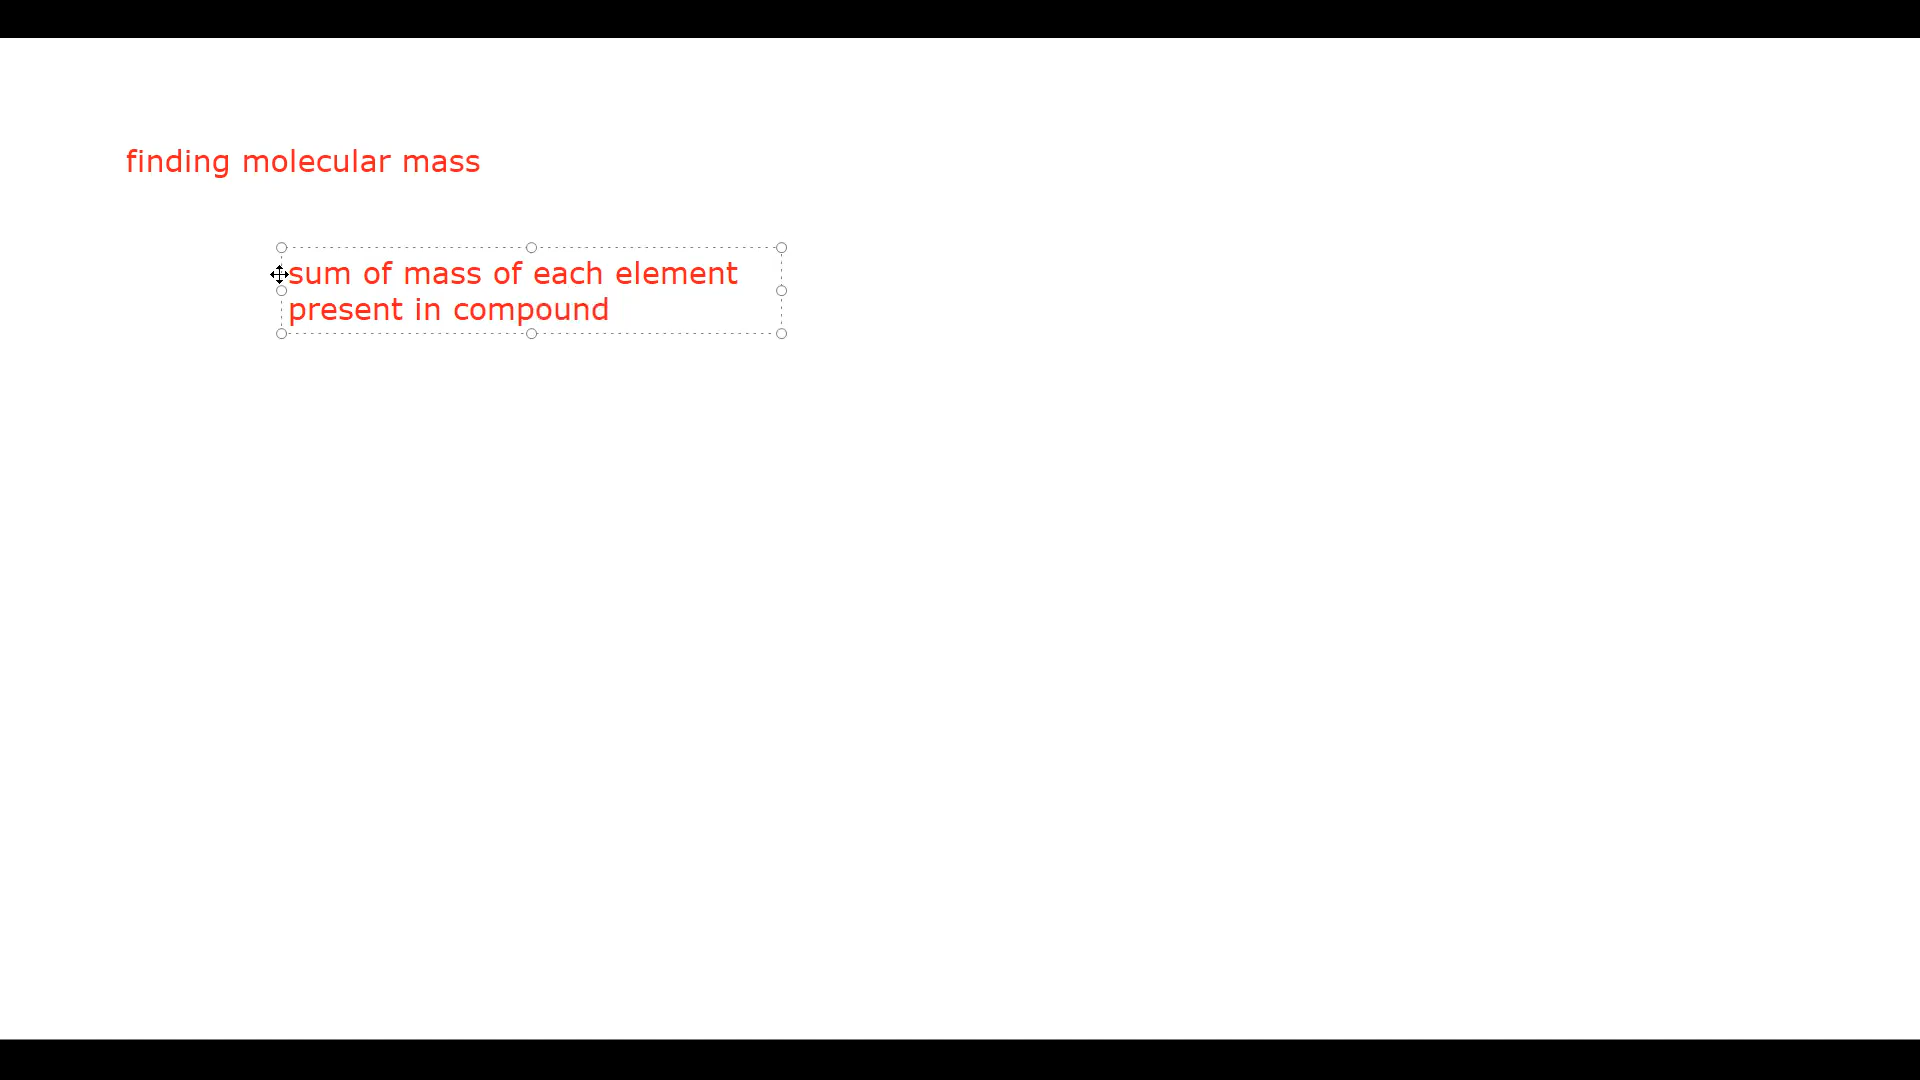 finding molecular mass
sum of mass of each element
present in compound